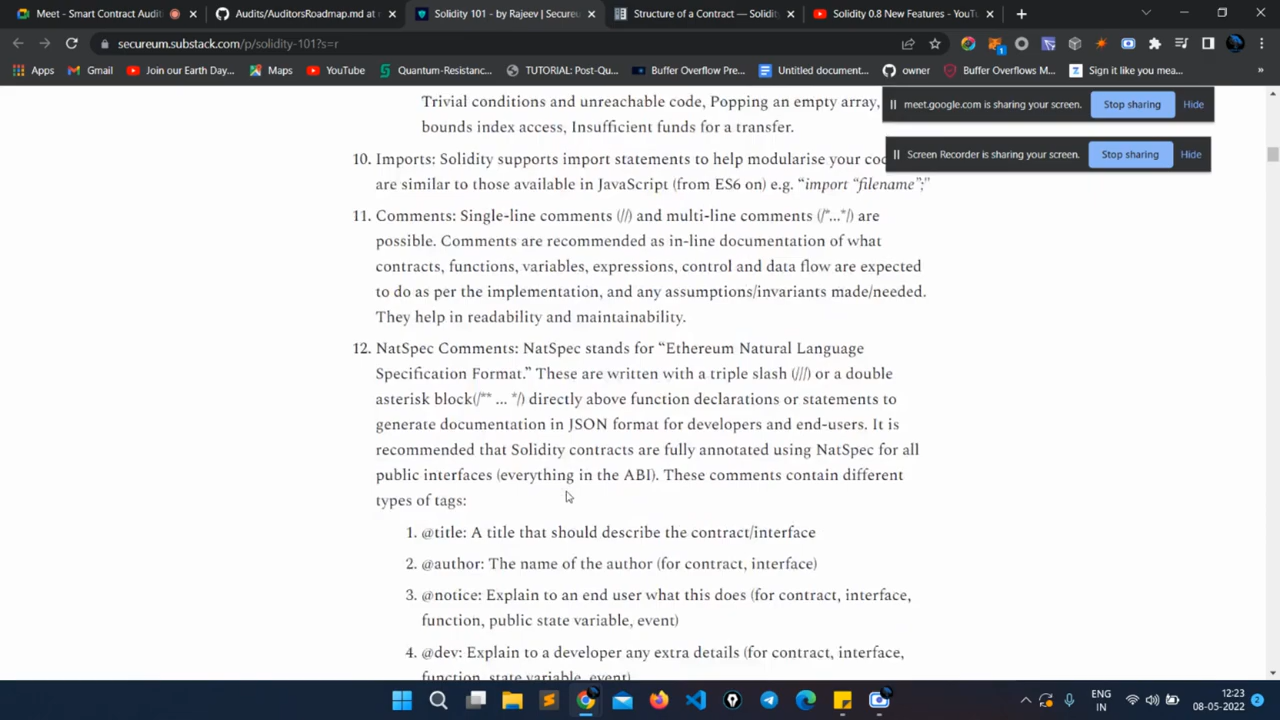 Meet - Smart Contract Audit
Audits/AuditorsRoadmap.md at
Solidity 101 - by Rajeev | Secureu
Structure of a Contract — Solidity
Solidity 0.8 New Features - YouTu
secureum.substack.com/p/solidity-101?s=r
Apps
Gmail
Join our Earth Day...
Maps
YouTube
Quantum-Resistanc...
TUTORIAL: Post-Qu...
Buffer Overflow Pre...
Untitled document...
owner
Buffer Overflows M...
Sign it like you mea...
»
Trivial conditions and unreachable code, Popping an empty array,
bounds index access, Insufficient funds for a transfer.
meet.google.com is sharing your screen.
Stop sharing
Hide
Screen Recorder is sharing your screen.
Stop sharing
Hide
10. Imports: Solidity supports import statements to help modularise your co
are similar to those available in JavaScript (from ES6 on) e.g. “import “filename”;”
11. Comments: Single-line comments (//) and multi-line comments (/*...*/) are
possible. Comments are recommended as in-line documentation of what
contracts, functions, variables, expressions, control and data flow are expected
to do as per the implementation, and any assumptions/invariants made/needed.
They help in readability and maintainability.
12. NatSpec Comments: NatSpec stands for “Ethereum Natural Language
Specification Format.” These are written with a triple slash (///) or a double
asterisk block(/** ... */) directly above function declarations or statements to
generate documentation in JSON format for developers and end-users. It is
recommended that Solidity contracts are fully annotated using NatSpec for all
public interfaces (everything in the ABI). These comments contain different
types of tags:
1. @title: A title that should describe the contract/interface
2. @author: The name of the author (for contract, interface)
3. @notice: Explain to an end user what this does (for contract, interface,
function, public state variable, event)
4. @dev: Explain to a developer any extra details (for contract, interface,
function, state variable, event)
ENG
IN
12:23
08-05-2022
2